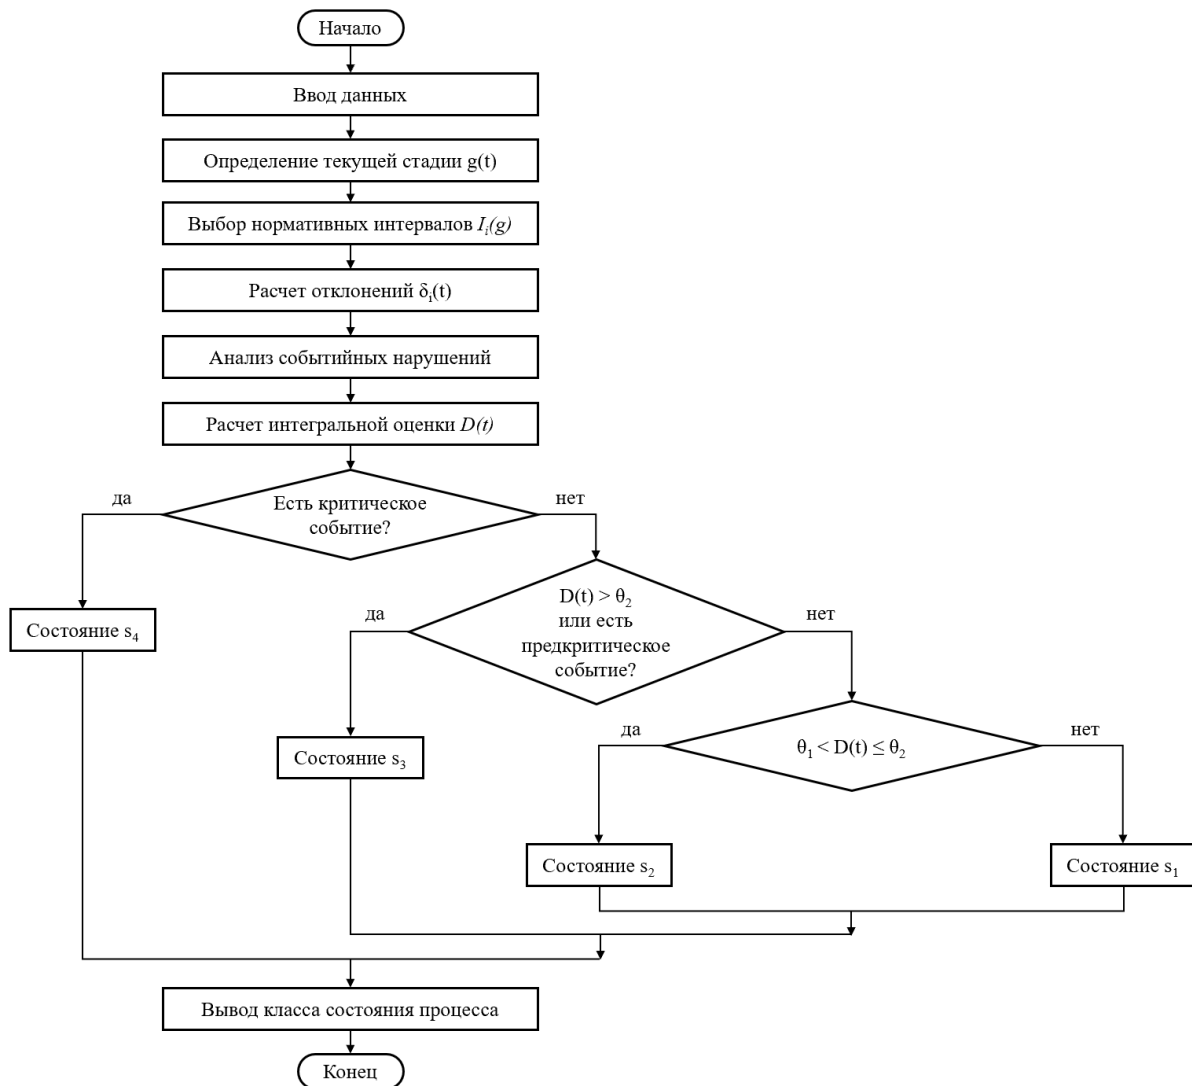 Начало
Ввод данных
Определение текущей стадии g(t)
Выбор нормативных интервалов Iᵢ(g)
Расчет отклонений δᵢ(t)
Анализ событийных нарушений
Расчет интегральной оценки D(t)
да
Есть критическое
событие?
нет
Состояние s₄
да
D(t) > θ₂
или есть
предкритическое
событие?
нет
Состояние s₃
да
θ₁ < D(t) ≤ θ₂
нет
Состояние s₂
Состояние s₁
Вывод класса состояния процесса
Конец